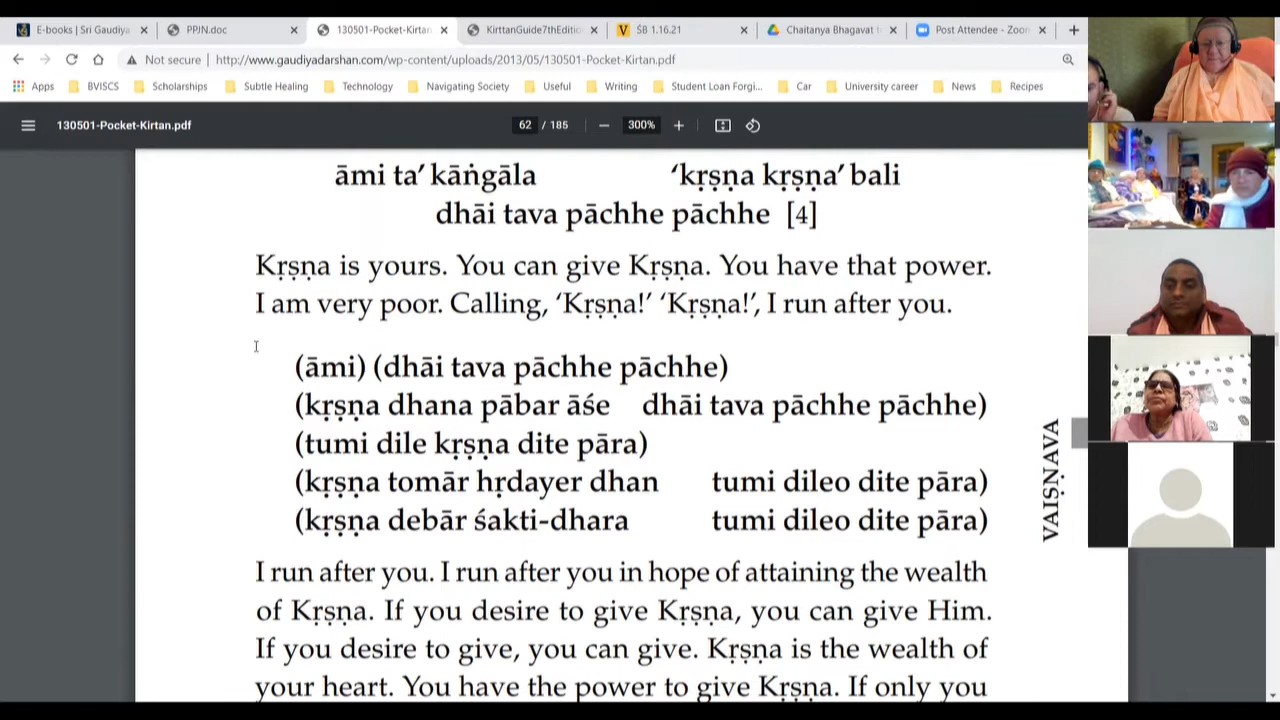 E-books | Sri Gaudiya
PPJN.doc
130501-Pocket-Kirtan
KirttanGuide7thEditi
ŚB 1.16.21
Chaitanya Bhagavat t
Post Attendee - Zoom
Not secure | http://www.gaudiyadarshan.com/wp-content/uploads/2013/05/130501-Pocket-Kirtan.pdf
Apps BVISCS Scholarships Subtle Healing Technology Navigating Society Useful Writing Student Loan Forgi... Car University career News Recipes
130501-Pocket-Kirtan.pdf 62 / 185 300%
āmi ta' kāṅgāla 'kṛṣṇa kṛṣṇa' bali
dhāi tava pāchhe pāchhe [4]
Kṛṣṇa is yours. You can give Kṛṣṇa. You have that power.
I am very poor. Calling, 'Kṛṣṇa!' 'Kṛṣṇa!', I run after you.
(āmi) (dhāi tava pāchhe pāchhe)
(kṛṣṇa dhana pābar āśe dhāi tava pāchhe pāchhe)
(tumi dile kṛṣṇa dite pāra)
(kṛṣṇa tomār hṛdayer dhan tumi dileo dite pāra)
(kṛṣṇa debār śakti-dhara tumi dileo dite pāra)
VAIṢṆAVA
I run after you. I run after you in hope of attaining the wealth
of Kṛṣṇa. If you desire to give Kṛṣṇa, you can give Him.
If you desire to give, you can give. Kṛṣṇa is the wealth of
your heart. You have the power to give Kṛṣṇa. If only you